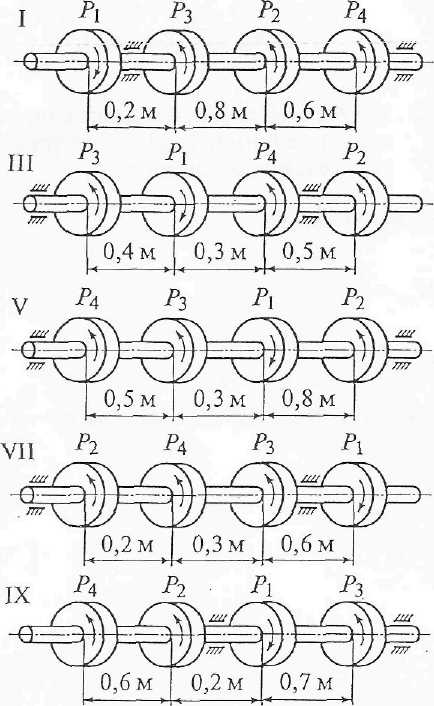 I P1 P3 P2 P4
0,2 м 0,8 м 0,6 м
III P3 P1 P4 P2
0,4 м 0,3 м 0,5 м
V P4 P3 P1 P2
0,5 м 0,3 м 0,8 м
VII P2 P4 P3 P1
0,2 м 0,3 м 0,6 м
IX P4 P2 P1 P3
0,6 м 0,2 м 0,7 м